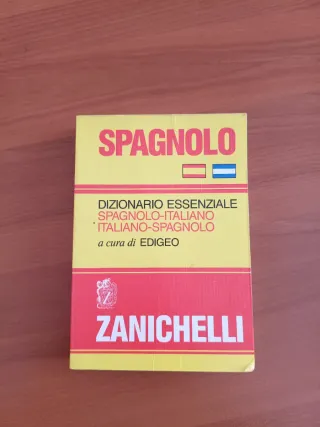 SPAGNOLO
DIZIONARIO ESSENZIALE
SPAGNOLO-ITALIANO
ITALIANO-SPAGNOLO
a cura di EDIGEO
ZANICHELLI